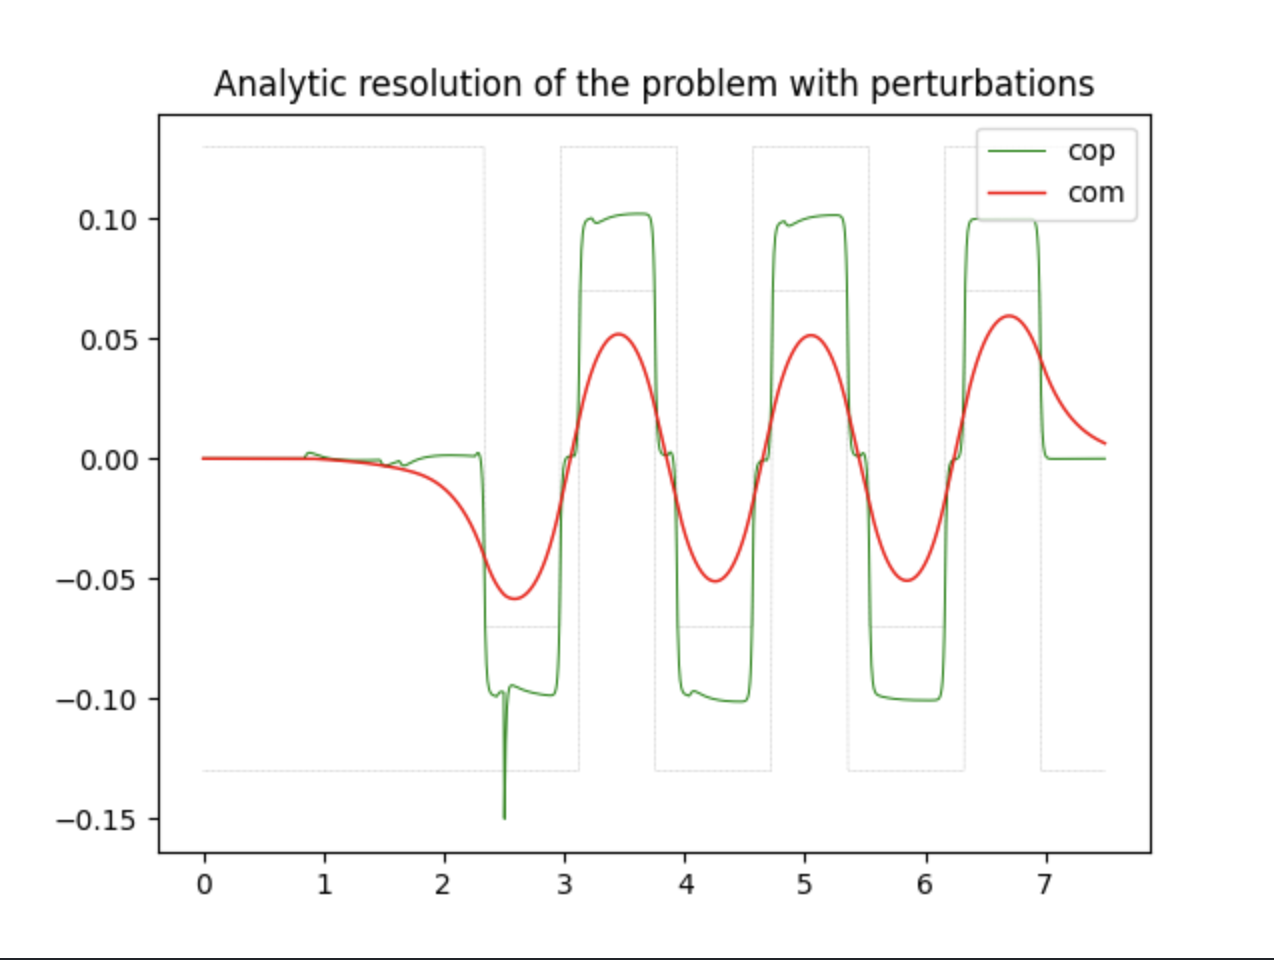 Analytic resolution of the problem with perturbations
cop
com
0.10
0.05
0.00
−0.05
−0.10
−0.15
0 1 2 3 4 5 6 7